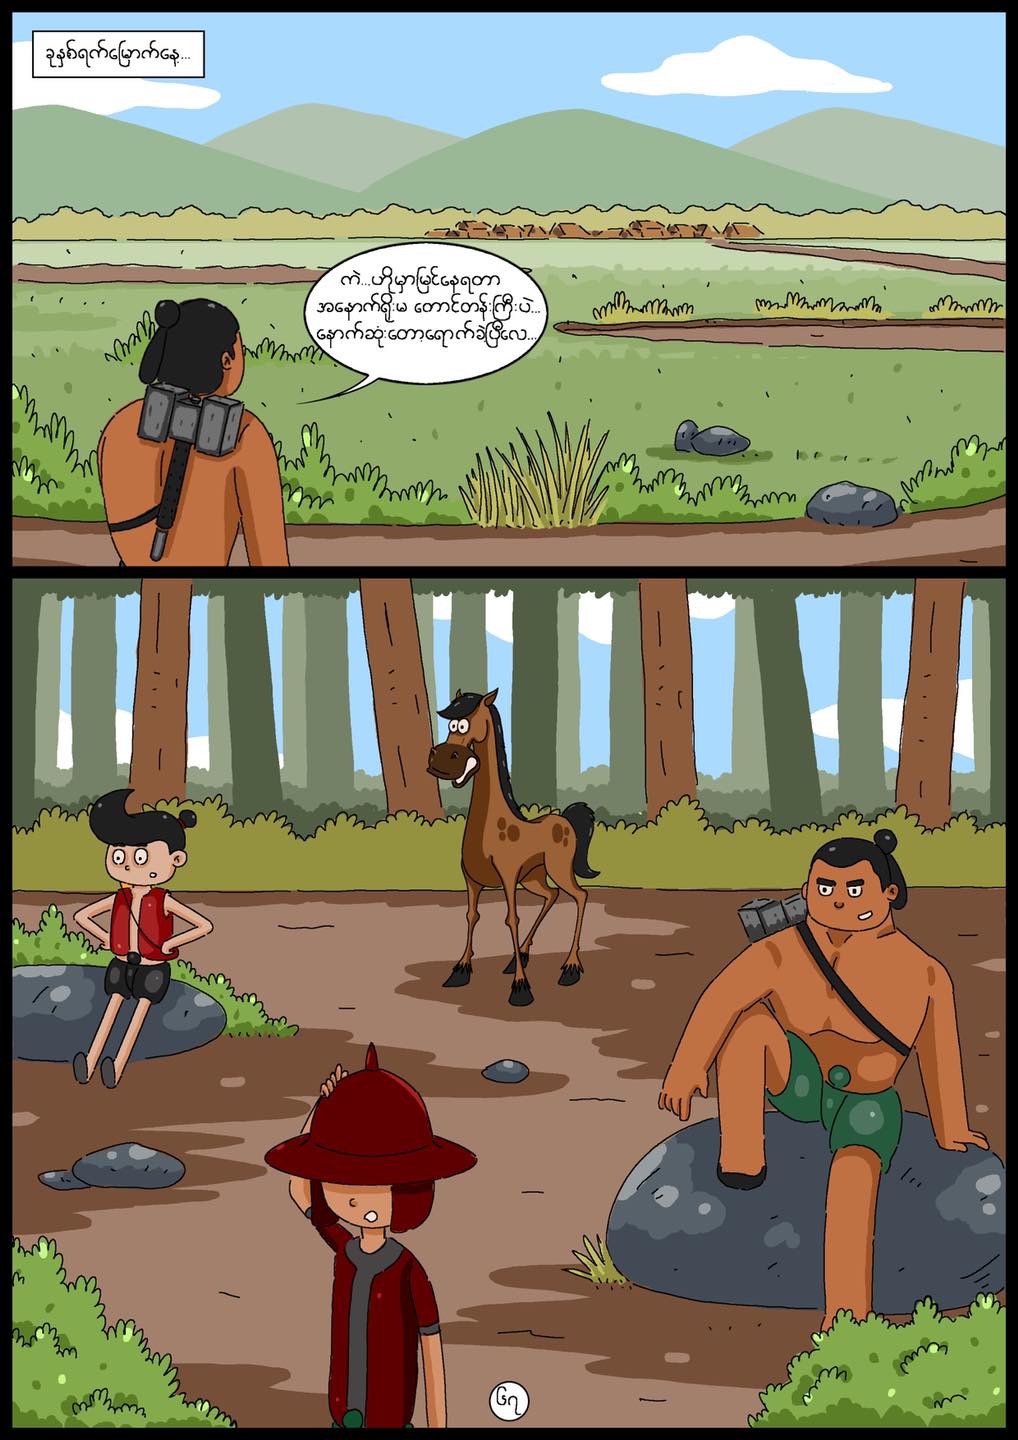 ခုနှစ်ရက်မြောက်နေ့...
ကဲ...ဟိုမှာမြင်နေရတာ
အနောက်ရိုးမ တောင်တန်းကြီးပဲ...
နောက်ဆုံးတော့ရောက်ခဲ့ပြီလေ...
၆၇